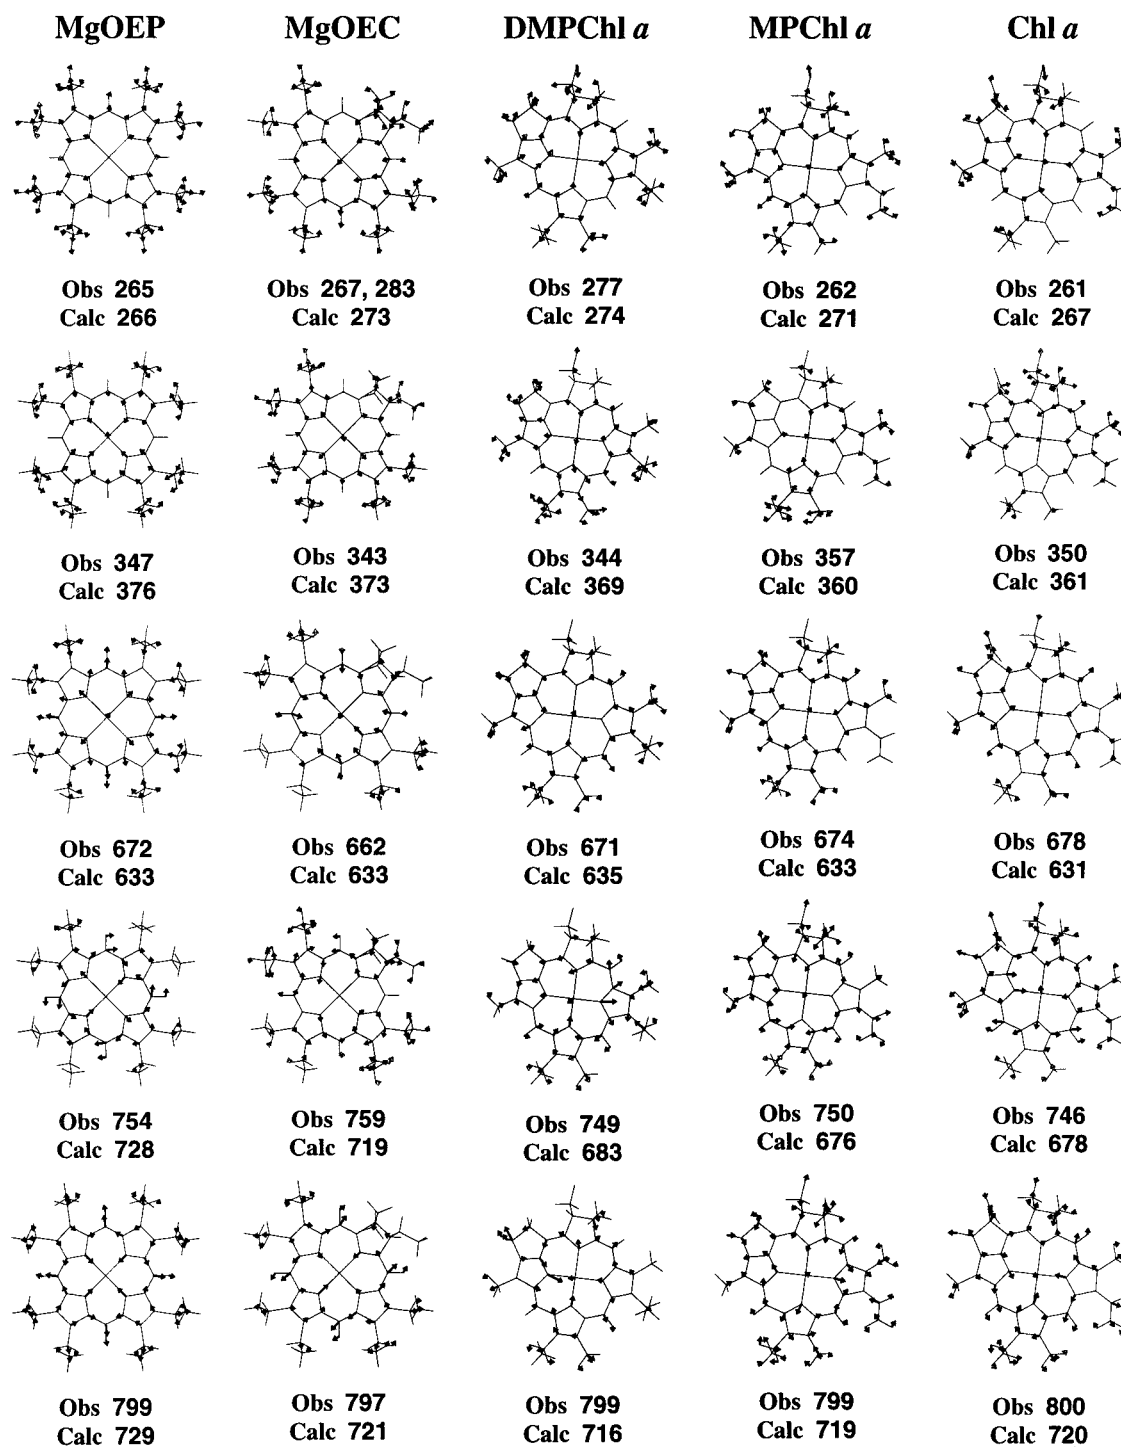 MgOEP MgOEC DMPChl a MPChl a Chl a
Obs 265 Obs 267, 283 Obs 277 Obs 262 Obs 261
Calc 266 Calc 273 Calc 274 Calc 271 Calc 267
Obs 347 Obs 343 Obs 344 Obs 357 Obs 350
Calc 376 Calc 373 Calc 369 Calc 360 Calc 361
Obs 672 Obs 662 Obs 671 Obs 674 Obs 678
Calc 633 Calc 633 Calc 635 Calc 633 Calc 631
Obs 754 Obs 759 Obs 749 Obs 750 Obs 746
Calc 728 Calc 719 Calc 683 Calc 676 Calc 678
Obs 799 Obs 797 Obs 799 Obs 799 Obs 800
Calc 729 Calc 721 Calc 716 Calc 719 Calc 720